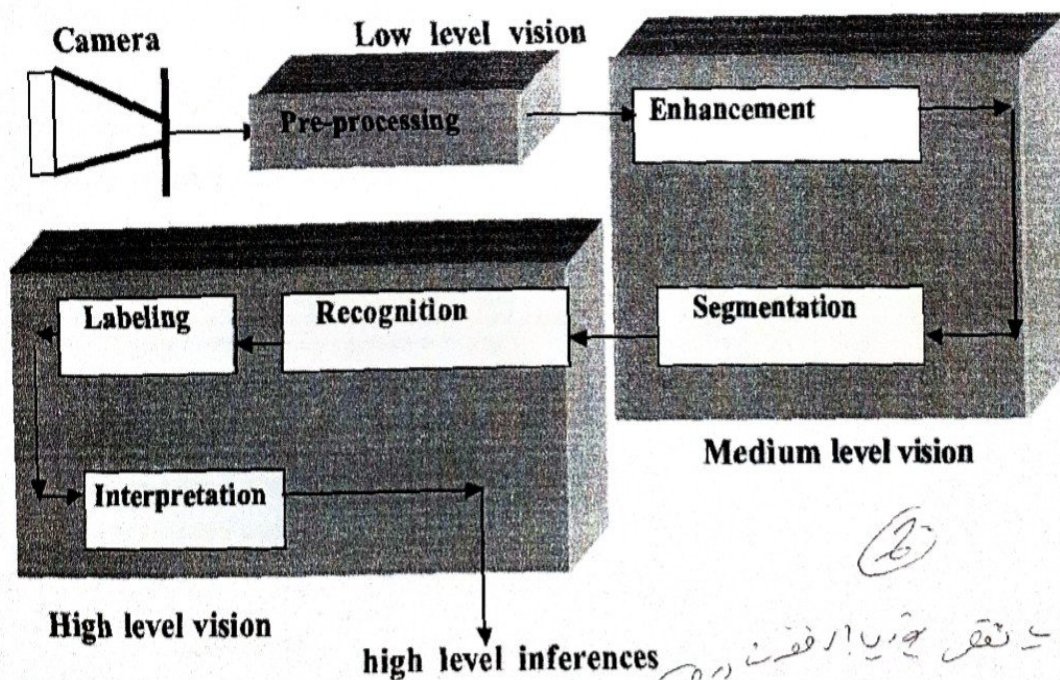 Camera
Low level vision
Pre-processing
Enhancement
Segmentation
Medium level vision
Recognition
Labeling
Interpretation
High level vision
high level inferences